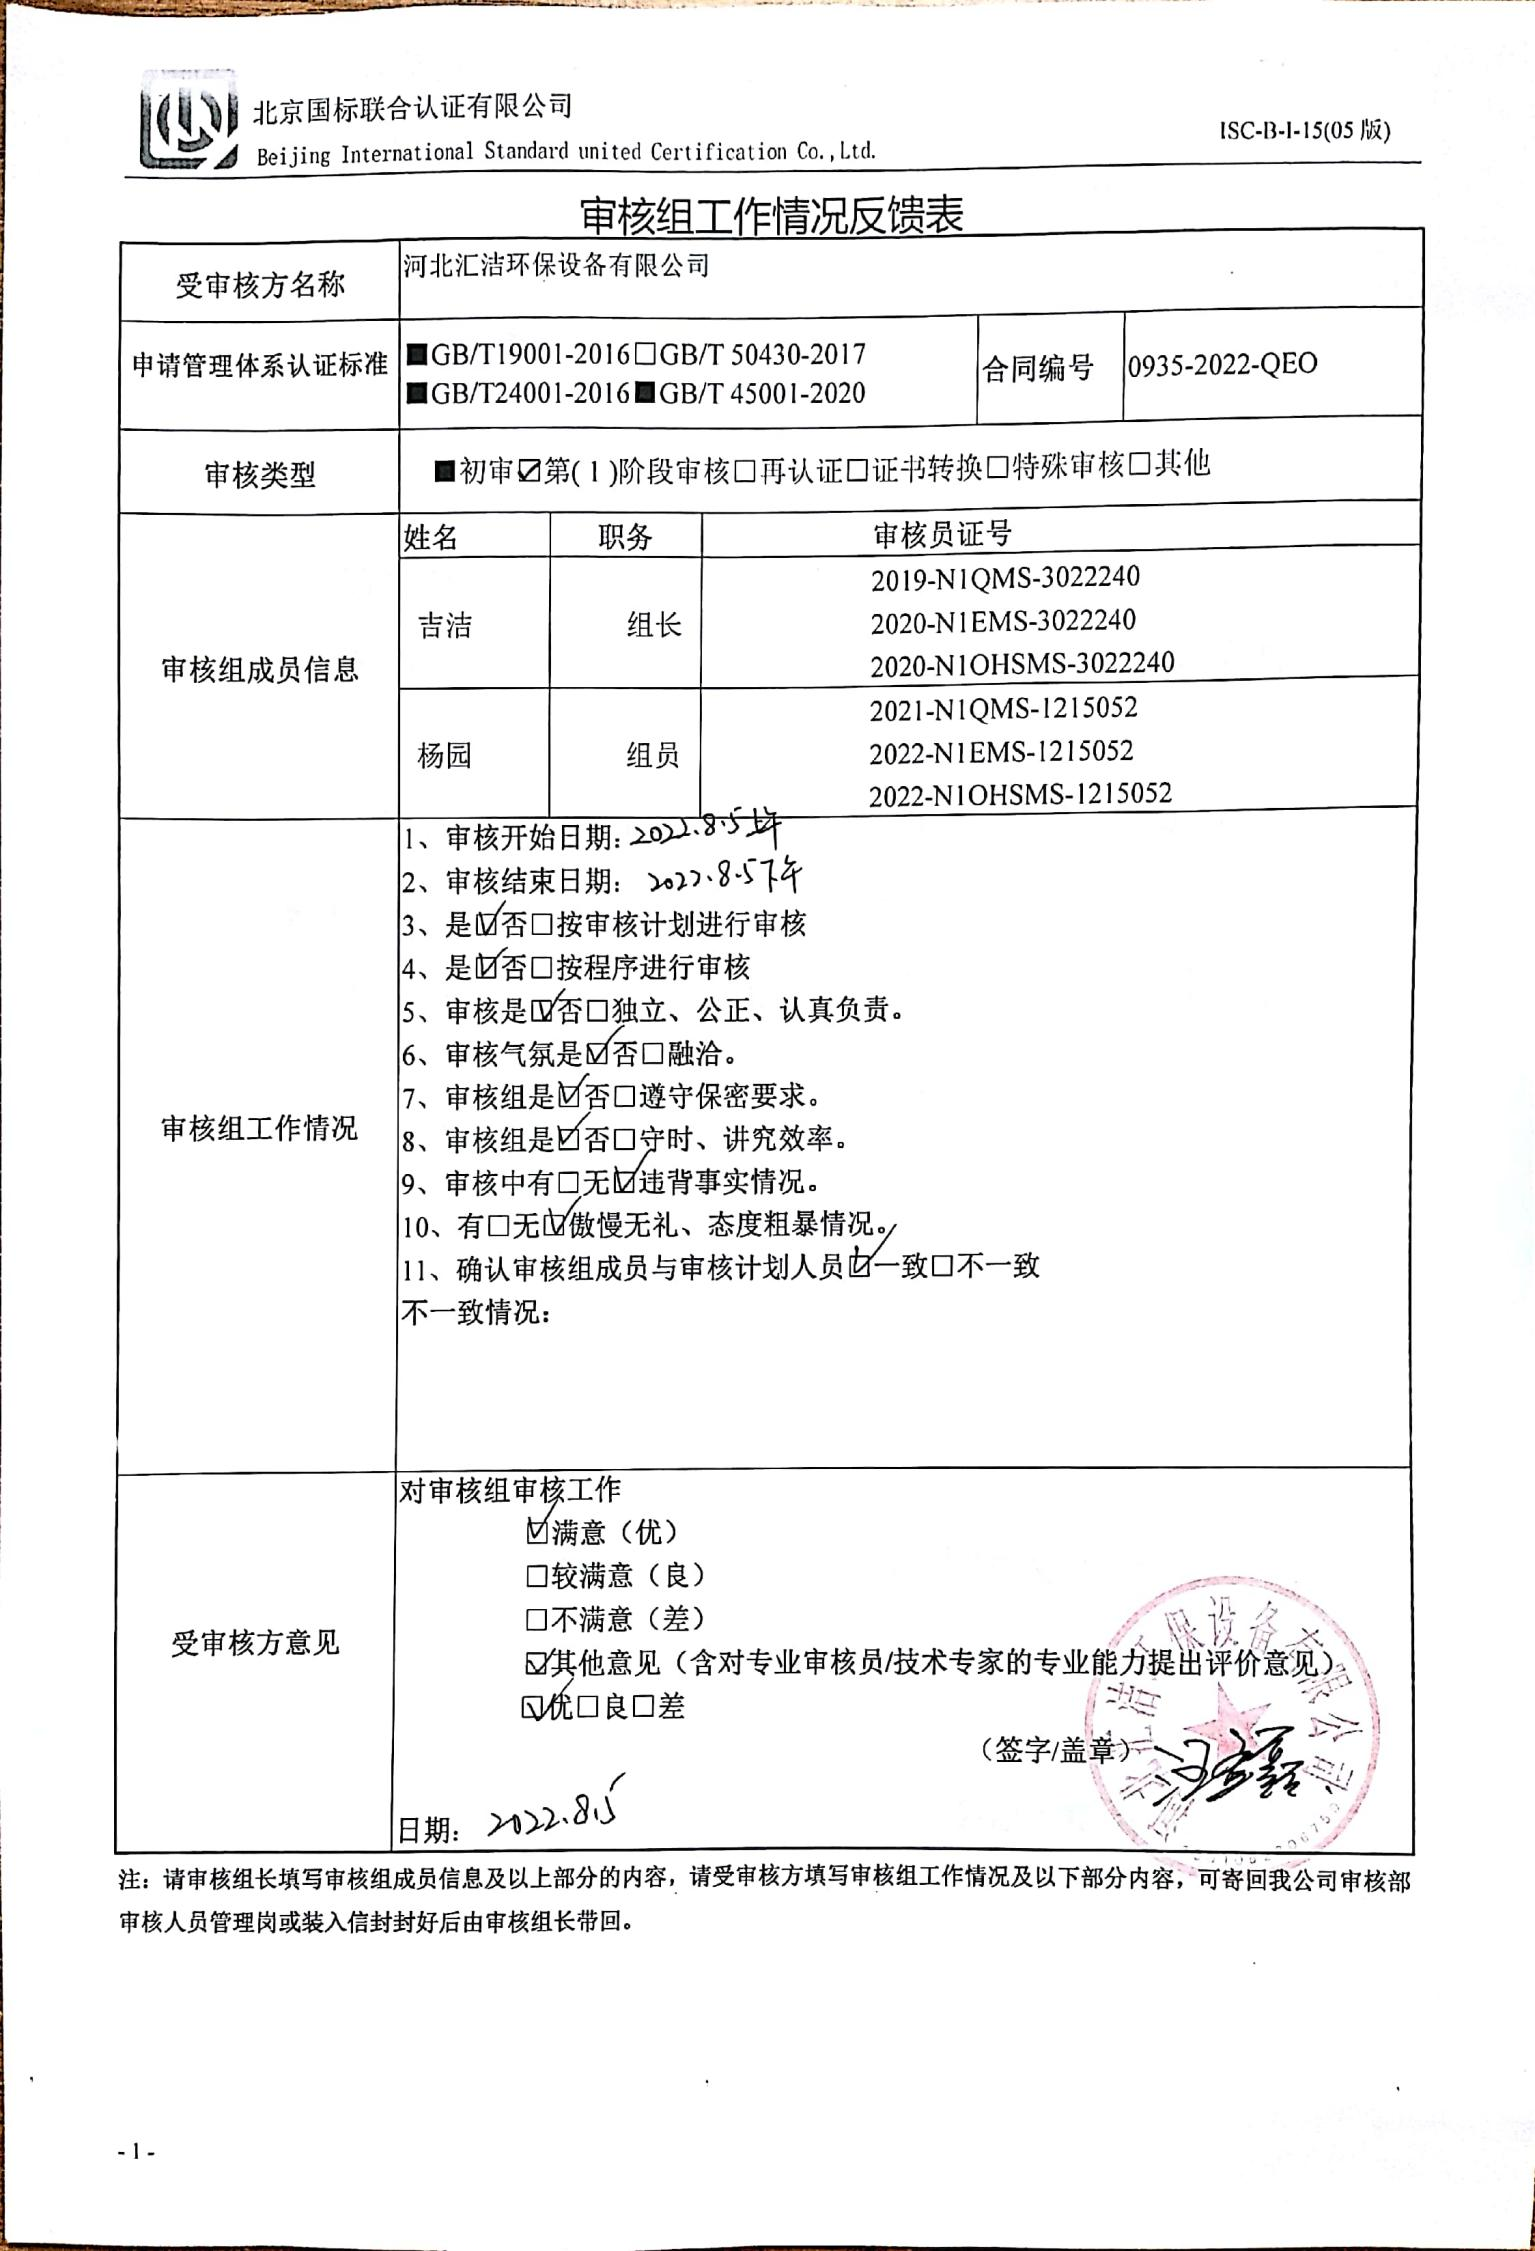 北京国标联合认证有限公司
Beijing International Standard united Certification Co.,Ltd.
ISC-B-I-15(05 版)
审核组工作情况反馈表
受审核方名称
河北汇洁环保设备有限公司
申请管理体系认证标准
■GB/T19001-2016□GB/T 50430-2017
■GB/T24001-2016■GB/T 45001-2020
合同编号
0935-2022-QEO
审核类型
■初审☑第( 1 )阶段审核□再认证□证书转换□特殊审核□其他
审核组成员信息
姓名 职务 审核员证号
吉洁 组长
2019-N1QMS-3022240
2020-N1EMS-3022240
2020-N1OHSMS-3022240
杨园 组员
2021-N1QMS-1215052
2022-N1EMS-1215052
2022-N1OHSMS-1215052
审核组工作情况
1、审核开始日期：2022.8.5上午
2、审核结束日期： 2022.8.5下午
3、是☑否□按审核计划进行审核
4、是☑否□按程序进行审核
5、审核是☑否□独立、公正、认真负责。
6、审核气氛是☑否□融洽。
7、审核组是☑否□遵守保密要求。
8、审核组是☑否□守时、讲究效率。
9、审核中有□无☑违背事实情况。
10、有□无☑傲慢无礼、态度粗暴情况。
11、确认审核组成员与审核计划人员☑一致□不一致
不一致情况：
受审核方意见
对审核组审核工作
☑满意（优）
□较满意（良）
□不满意（差）
☑其他意见（含对专业审核员/技术专家的专业能力提出评价意见）
☑优□良□差
（签字/盖章）
河北汇洁环保设备有限公司
日期： 2022.8.5
注：请审核组长填写审核组成员信息及以上部分的内容，请受审核方填写审核组工作情况及以下部分内容，可寄回我公司审核部
审核人员管理岗或装入信封封好后由审核组长带回。
- 1 -